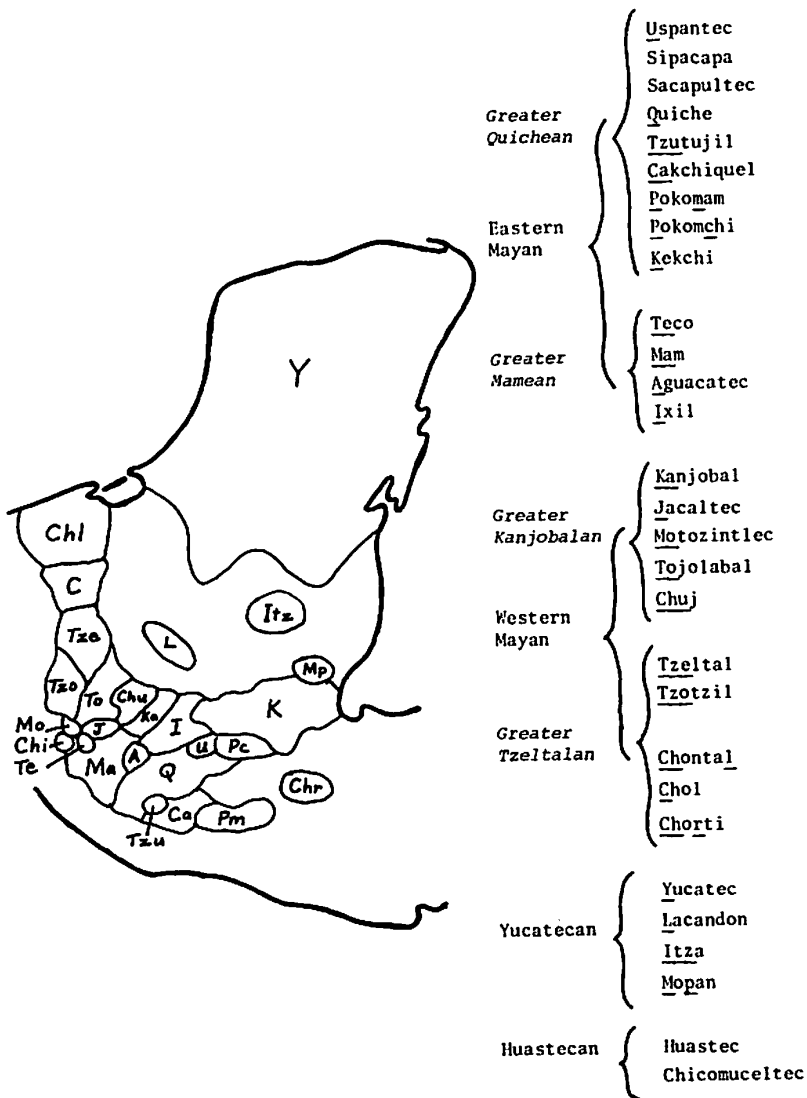 Uspantec
Sipacapa
Sacapultec
Greater
Quichean
Quiche
Tzutujil
Cakchiquel
Pokomam
Pokomchi
Kekchi
Eastern
Mayan
Greater
Mamean
Teco
Mam
Aguacatec
Ixil
Greater
Kanjobalan
Kanjobal
Jacaltec
Motozintlec
Tojolabal
Chuj
Western
Mayan
Greater
Tzeltalan
Tzeltal
Tzotzil
Chontal
Chol
Chorti
Yucatecan
Yucatec
Lacandon
Itza
Mopan
Huastecan
Huastec
Chicomuceltec
Y
Chl
C
Tze
L
Itz
Mp
Tzo
To
Chu
Ka
I
K
Mo
J
Chi
Te
Ma
A
Q
U
Pc
Chr
Tzu
Ca
Pm